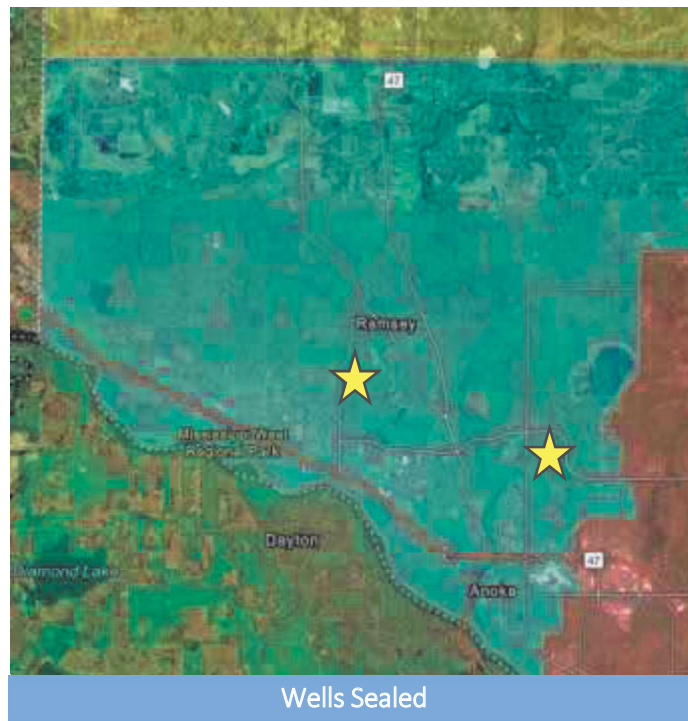 47
Ramsey
Mississippi West
Regional Park
Dayton
Diamond Lake
47
Anoka
Wells Sealed